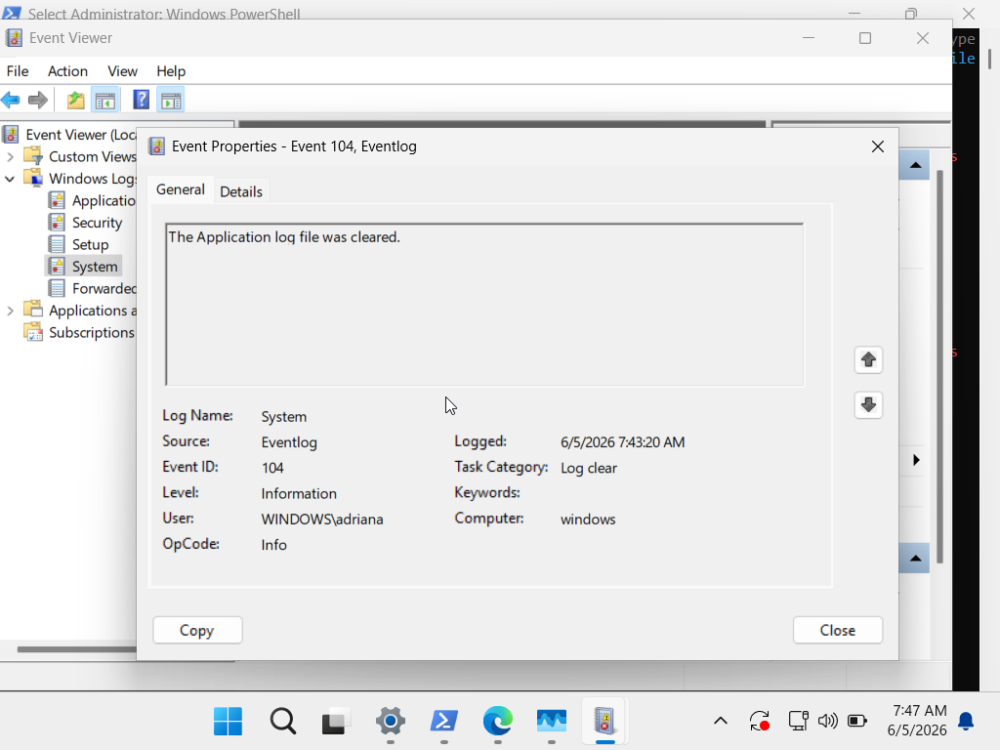 Select Administrator: Windows PowerShell
Event Viewer
File Action View Help
Event Viewer (Loc
Custom Views
Windows Logs
Applicatio
Security
Setup
System
Forwarded
Applications a
Subscriptions
ype
ile
Event Properties - Event 104, Eventlog
General Details
The Application log file was cleared.
Log Name: System
Source: Eventlog Logged: 6/5/2026 7:43:20 AM
Event ID: 104 Task Category: Log clear
Level: Information Keywords:
User: WINDOWS\adriana Computer: windows
OpCode: Info
Copy Close
7:47 AM
6/5/2026